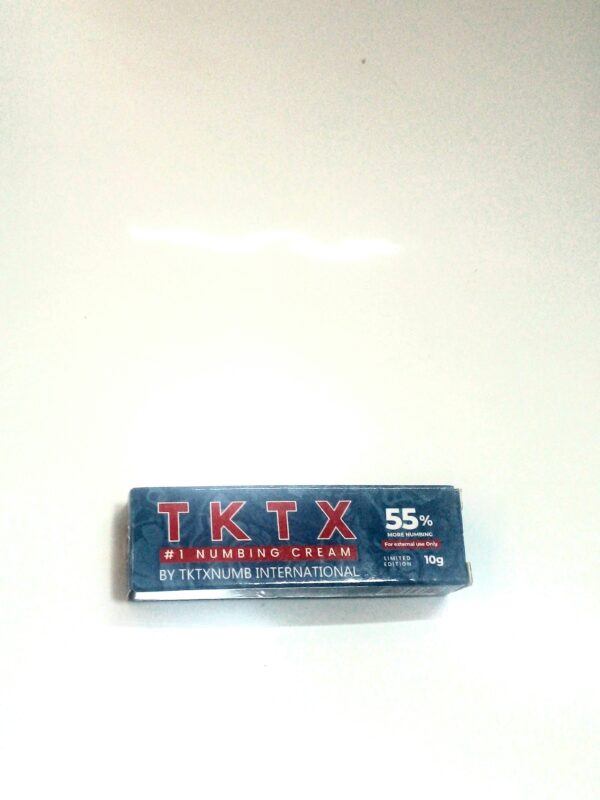 TKTX
#1 NUMBING CREAM
BY TKTXNUMB INTERNATIONAL
55%
MORE NUMBING
For external use Only
LIMITED
EDITION
10g